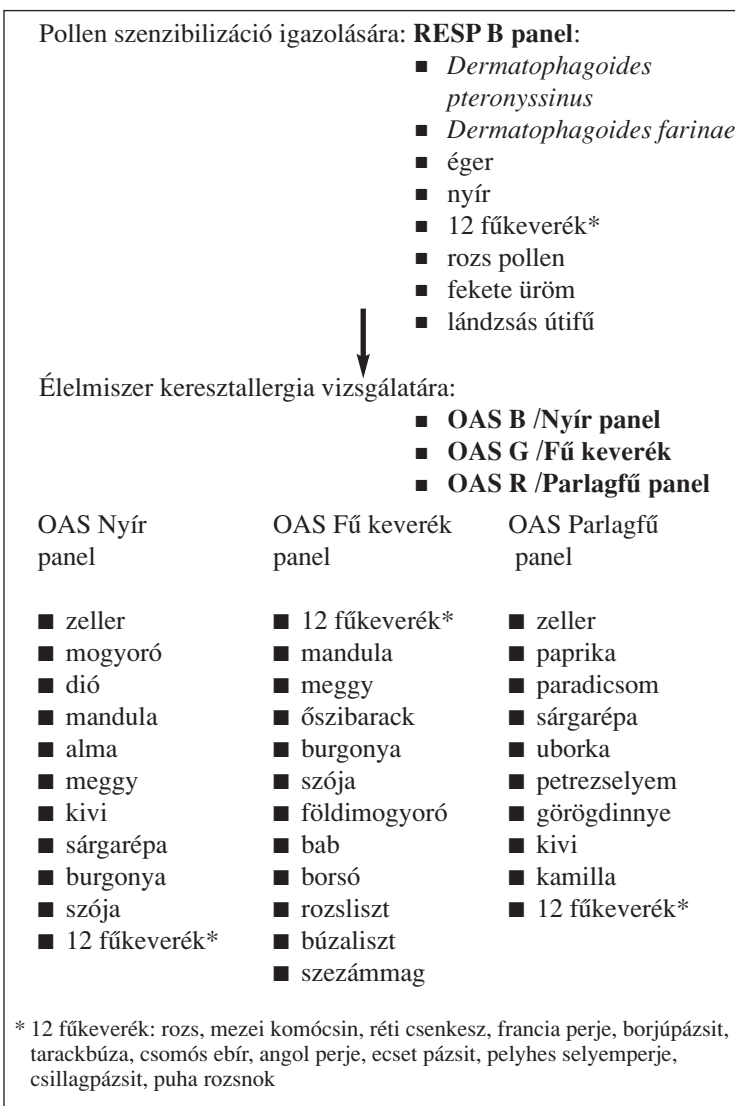 Pollen szenzibilizáció igazolására: RESP B panel:
■ Dermatophagoides
pteronyssinus
■ Dermatophagoides farinae
■ éger
■ nyír
■ 12 fűkeverék*
■ rozs pollen
■ fekete üröm
■ lándzsás útifű
Élelmiszer keresztallergia vizsgálatára:
■ OAS B /Nyír panel
■ OAS G /Fű keverék
■ OAS R /Parlagfű panel
OAS Nyír
panel
■ zeller
■ mogyoró
■ dió
■ mandula
■ alma
■ meggy
■ kivi
■ sárgarépa
■ burgonya
■ szója
■ 12 fűkeverék*
OAS Fű keverék
panel
■ 12 fűkeverék*
■ mandula
■ meggy
■ őszibarack
■ burgonya
■ szója
■ földimogyoró
■ bab
■ borsó
■ rozsliszt
■ búzaliszt
■ szezámmag
OAS Parlagfű
panel
■ zeller
■ paprika
■ paradicsom
■ sárgarépa
■ uborka
■ petrezselyem
■ görögdinnye
■ kivi
■ kamilla
■ 12 fűkeverék*
* 12 fűkeverék: rozs, mezei komócsin, réti csenkesz, francia perje, borjúpázsit,
tarackbúza, csomós ebír, angol perje, ecset pázsit, pelyhes selyemperje,
csillagpázsit, puha rozsnok